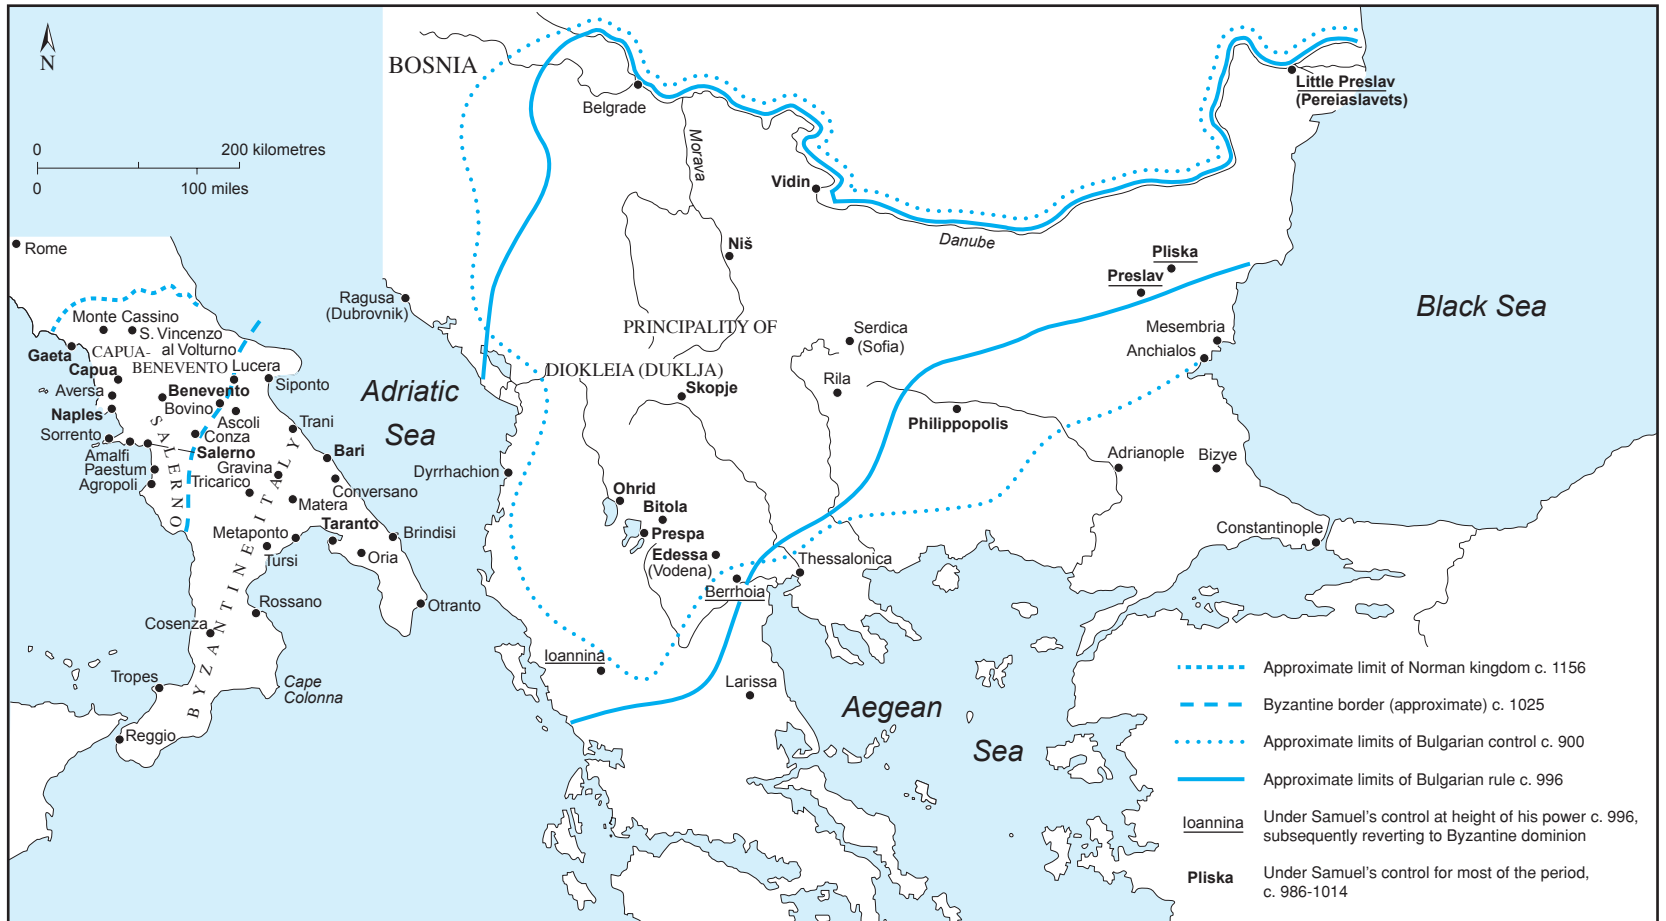 N
BOSNIA
0 200 kilometres
0 100 miles
Belgrade
Morava
Little Preslav
(Pereiaslavets)
Vidin
Danube
Niš
Pliska
Preslav
Black Sea
Rome
Ragusa
(Dubrovnik)
PRINCIPALITY OF
DIOKLEIA (DUKLJA)
Serdica
(Sofia)
Mesembria
Anchialos
Monte Cassino
S. Vincenzo
al Volturno
Gaeta
CAPUA-
BENEVENTO
Capua
Lucera
Aversa
Benevento
Siponto
Naples
Bovino
Ascoli
Trani
Sorrento
Conza
Amalfi
Salerno
Bari
Paestum
Gravina
Agropoli
Tricarico
Conversano
Matera
SALERNO
Metaponto
Taranto
Brindisi
Tursi
Oria
BYZANTINE ITALY
Rossano
Otranto
Cosenza
Tropes
Cape
Colonna
Reggio
Adriatic
Sea
Skopje
Rila
Philippopolis
Dyrrhachion
Adrianople
Bizye
Ohrid
Bitola
Prespa
Edessa
(Vodena)
Constantinople
Thessalonica
Berrhoia
Ioannina
Larissa
Aegean
Sea
Approximate limit of Norman kingdom c. 1156
Byzantine border (approximate) c. 1025
Approximate limits of Bulgarian control c. 900
Approximate limits of Bulgarian rule c. 996
Ioannina Under Samuel's control at height of his power c. 996,
subsequently reverting to Byzantine dominion
Pliska Under Samuel's control for most of the period,
c. 986-1014